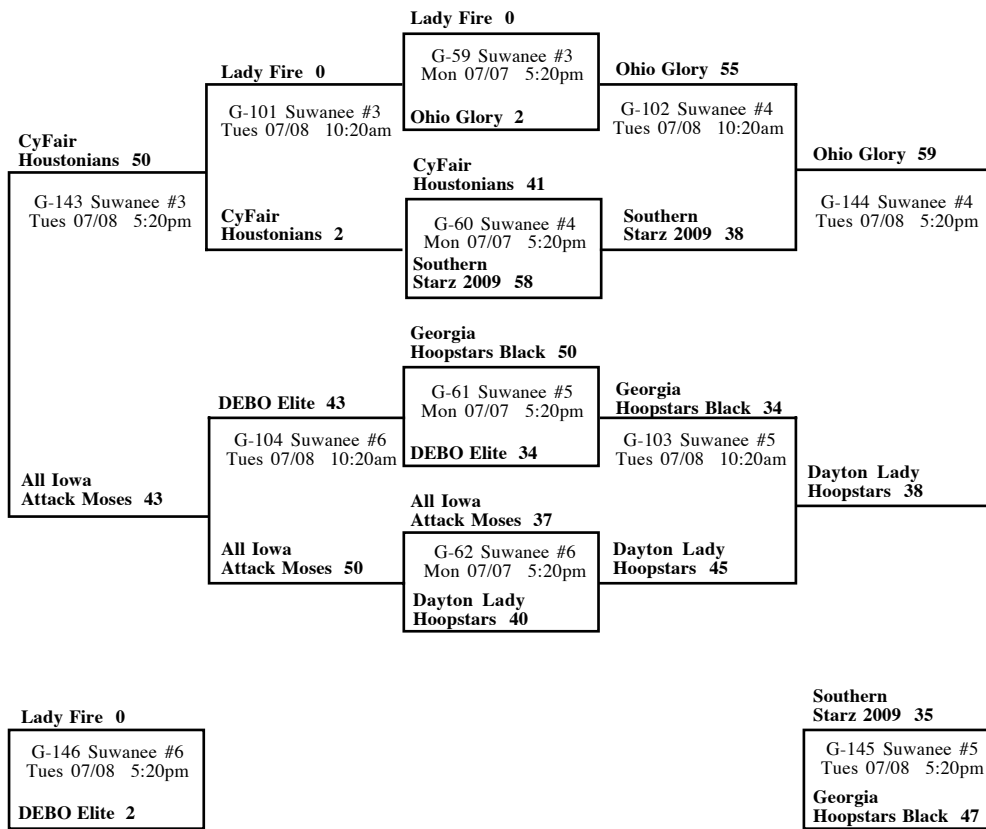 Lady Fire 0
G-59 Suwanee #3
Mon 07/07 5:20pm
Ohio Glory 2
Lady Fire 0
G-101 Suwanee #3
Tues 07/08 10:20am
Ohio Glory 55
G-102 Suwanee #4
Tues 07/08 10:20am
CyFair
Houstonians 50
G-143 Suwanee #3
Tues 07/08 5:20pm
CyFair
Houstonians 41
G-60 Suwanee #4
Mon 07/07 5:20pm
Southern
Starz 2009 58
Ohio Glory 59
G-144 Suwanee #4
Tues 07/08 5:20pm
CyFair
Houstonians 2
Southern
Starz 2009 38
Georgia
Hoopstars Black 50
G-61 Suwanee #5
Mon 07/07 5:20pm
DEBO Elite 34
DEBO Elite 43
G-104 Suwanee #6
Tues 07/08 10:20am
Georgia
Hoopstars Black 34
G-103 Suwanee #5
Tues 07/08 10:20am
All Iowa
Attack Moses 43
All Iowa
Attack Moses 37
G-62 Suwanee #6
Mon 07/07 5:20pm
Dayton Lady
Hoopstars 40
Dayton Lady
Hoopstars 38
All Iowa
Attack Moses 50
Dayton Lady
Hoopstars 45
Lady Fire 0
G-146 Suwanee #6
Tues 07/08 5:20pm
DEBO Elite 2
Southern
Starz 2009 35
G-145 Suwanee #5
Tues 07/08 5:20pm
Georgia
Hoopstars Black 47